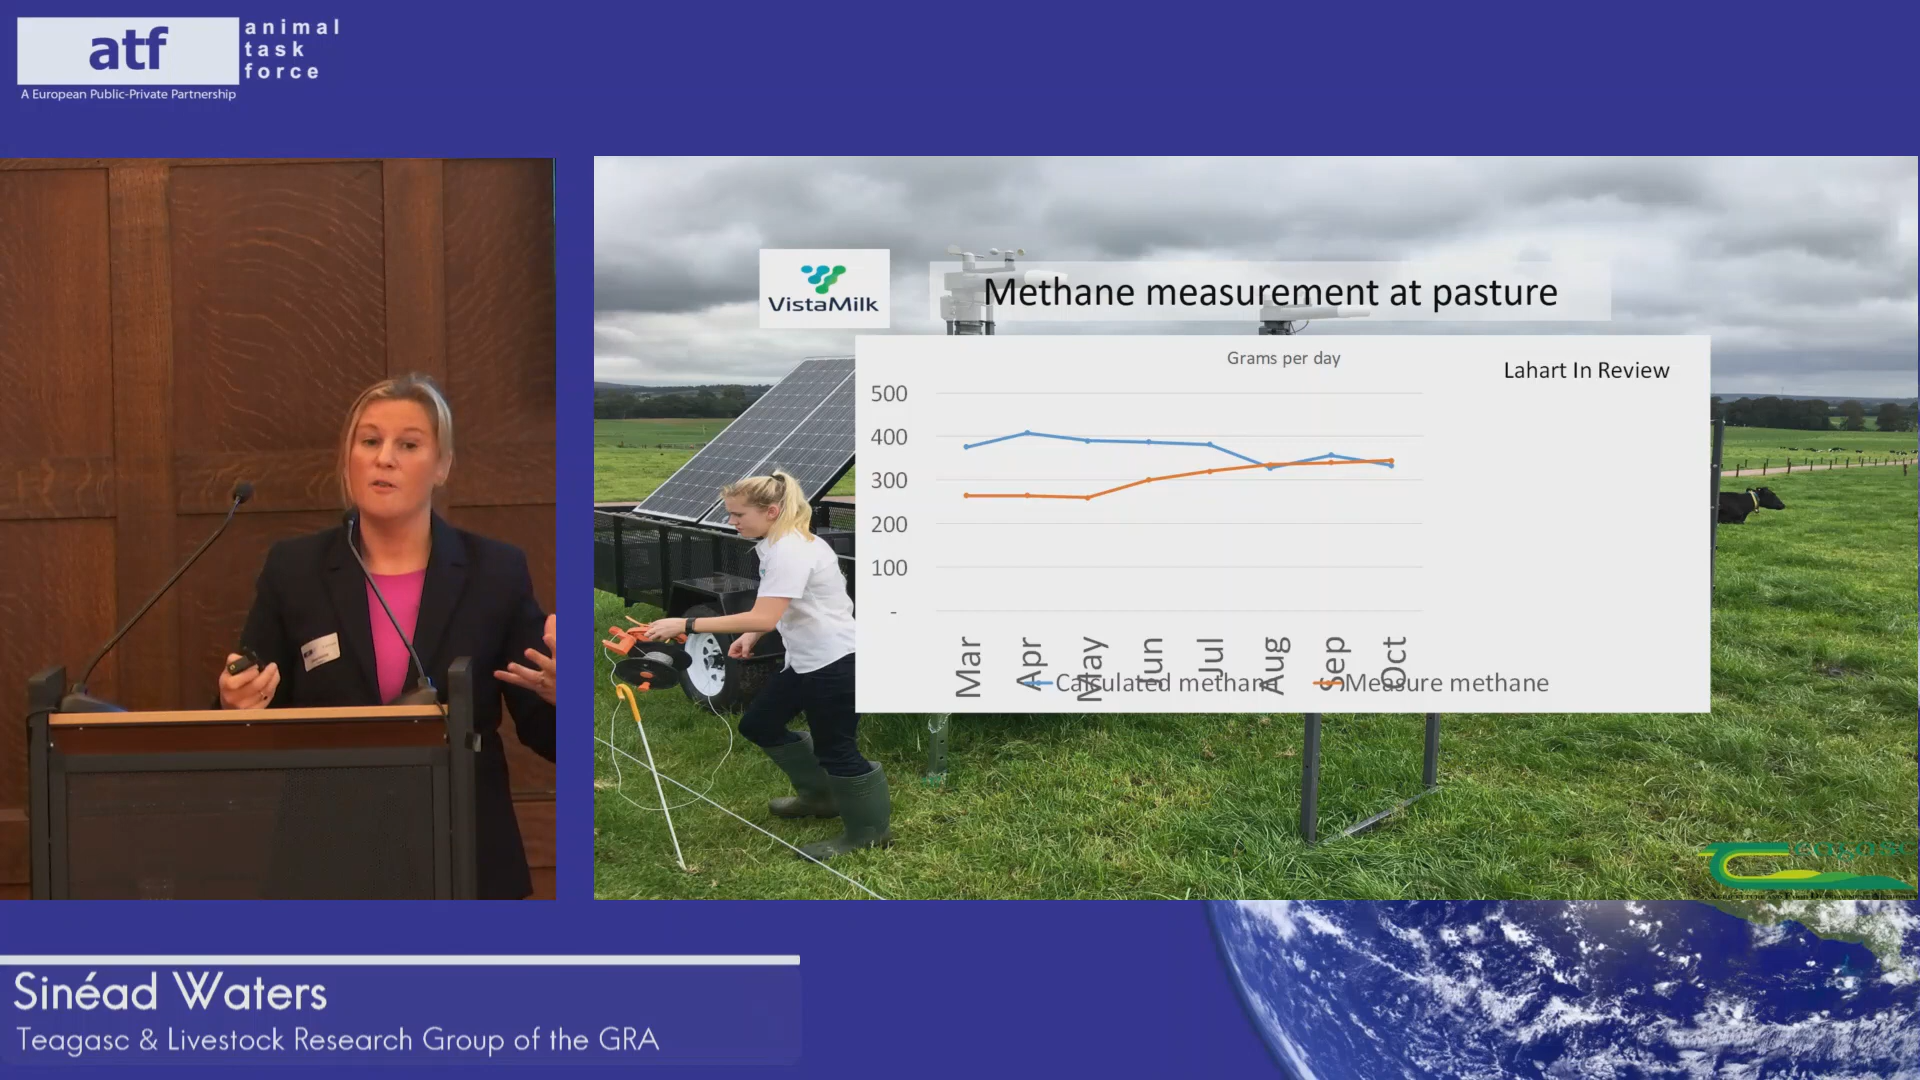 atf
animal
task
force
A European Public-Private Partnership
VistaMilk
Methane measurement at pasture
Grams per day
Lahart In Review
500
400
300
200
100
-
Mar
Apr
May
Jun
Jul
Aug
Sep
Oct
Calculated methane
Measure methane
Teagasc
Sinéad Waters
Teagasc & Livestock Research Group of the GRA